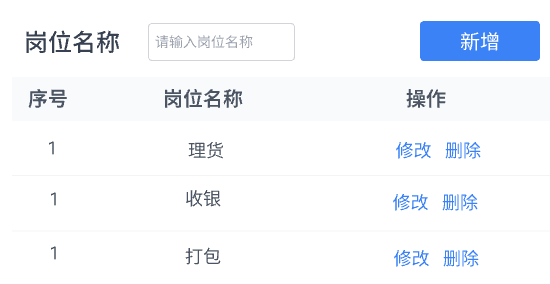 岗位名称 请输入岗位名称 新增
序号 岗位名称 操作
1 理货 修改 删除
1 收银 修改 删除
1 打包 修改 删除